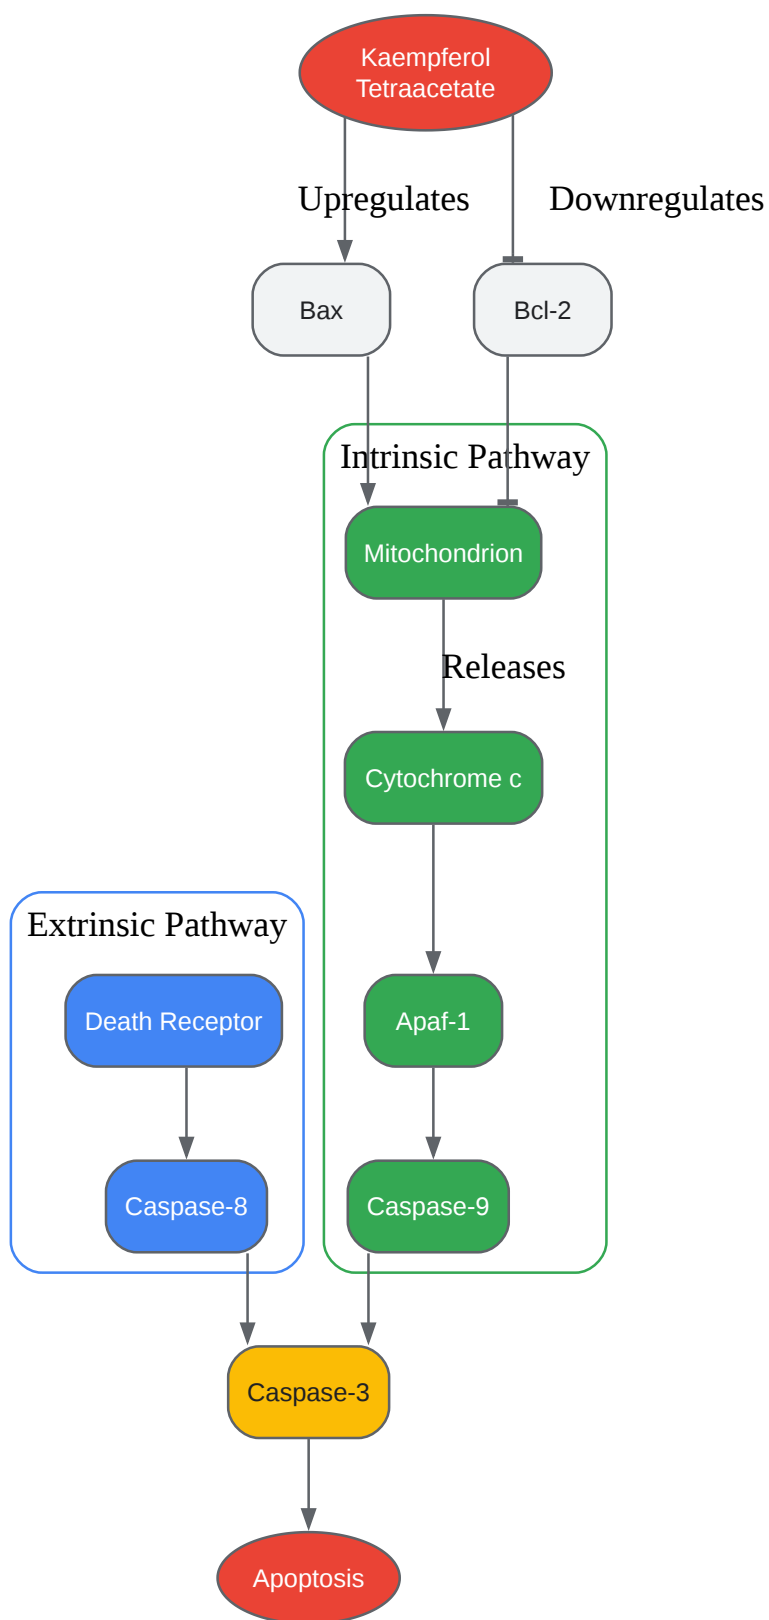 Kaempferol
Tetraacetate
Upregulates
Downregulates
Bax
Bcl-2
Intrinsic Pathway
Mitochondrion
Releases
Cytochrome c
Extrinsic Pathway
Death Receptor
Apaf-1
Caspase-8
Caspase-9
Caspase-3
Apoptosis